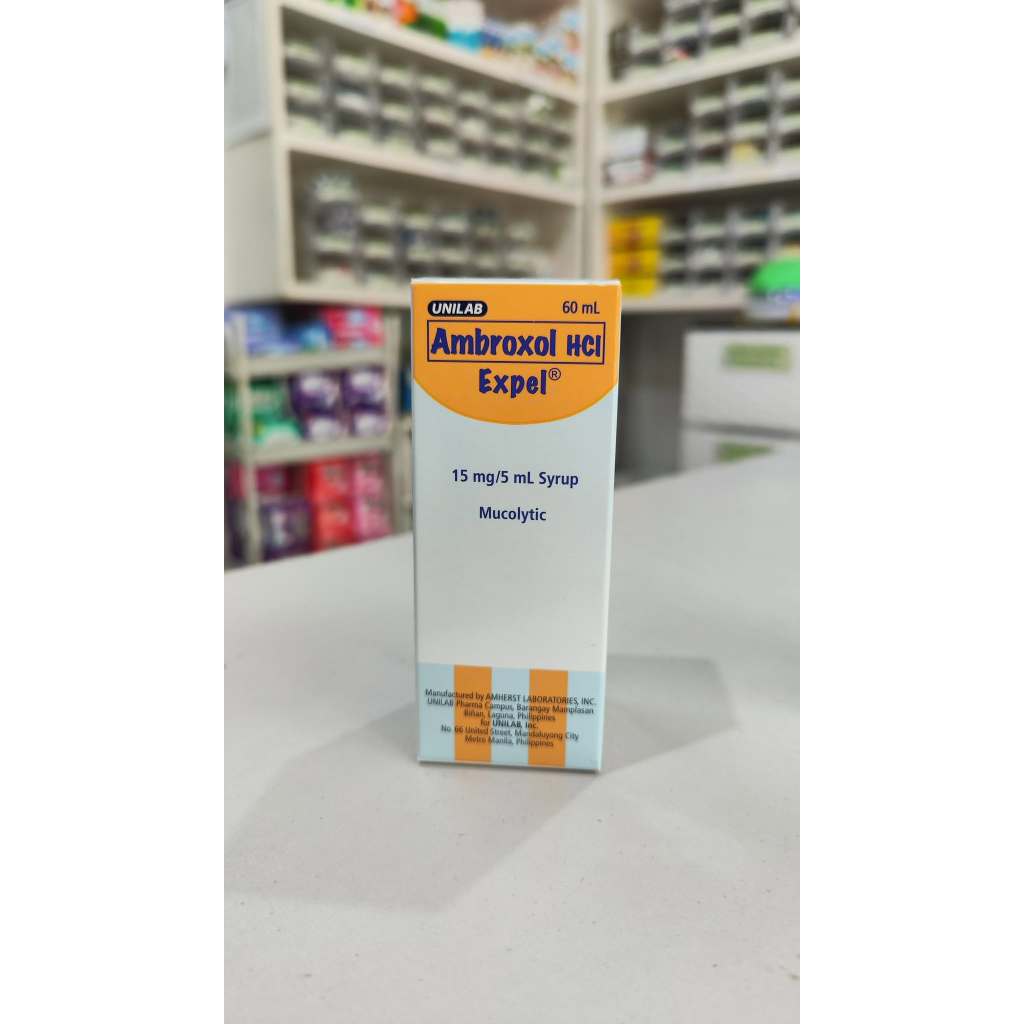 UNILAB 60 mL
Ambroxol HCl
Expel®
15 mg/5 mL Syrup
Mucolytic
Manufactured by AMHERST LABORATORIES, INC.
UNILAB Pharma Campus, Barangay Mamplasan
Biñan, Laguna, Philippines
for UNILAB, Inc.
No. 66 United Street, Mandaluyong City
Metro Manila, Philippines